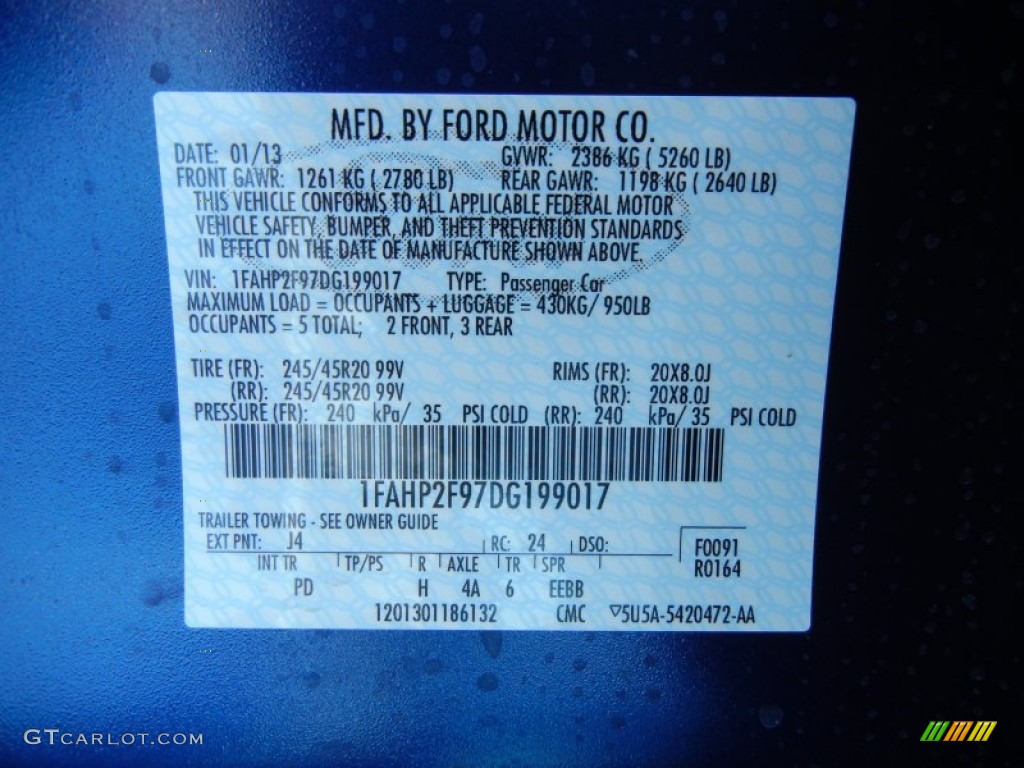 MFD. BY FORD MOTOR CO.
DATE: 01/13 GVWR: 2386 KG ( 5260 LB)
FRONT GAWR: 1261 KG ( 2780 LB) REAR GAWR: 1198 KG ( 2640 LB)
THIS VEHICLE CONFORMS TO ALL APPLICABLE FEDERAL MOTOR
VEHICLE SAFETY, BUMPER, AND THEFT PREVENTION STANDARDS
IN EFFECT ON THE DATE OF MANUFACTURE SHOWN ABOVE.
VIN: 1FAHP2F97DG199017 TYPE: Passenger Car
MAXIMUM LOAD = OCCUPANTS + LUGGAGE = 430KG/ 950LB
OCCUPANTS = 5 TOTAL; 2 FRONT, 3 REAR
TIRE (FR): 245/45R20 99V RIMS (FR): 20X8.0J
(RR): 245/45R20 99V (RR): 20X8.0J
PRESSURE (FR): 240 kPa/ 35 PSI COLD (RR): 240 kPa/ 35 PSI COLD
1FAHP2F97DG199017
TRAILER TOWING - SEE OWNER GUIDE
EXT PNT: J4 RC: 24 DSO: F0091
INT TR TP/PS R AXLE TR SPR R0164
PD H 4A 6 EEBB
1201301186132 CMC ▽5U5A-5420472-AA
GTCARLOT.COM